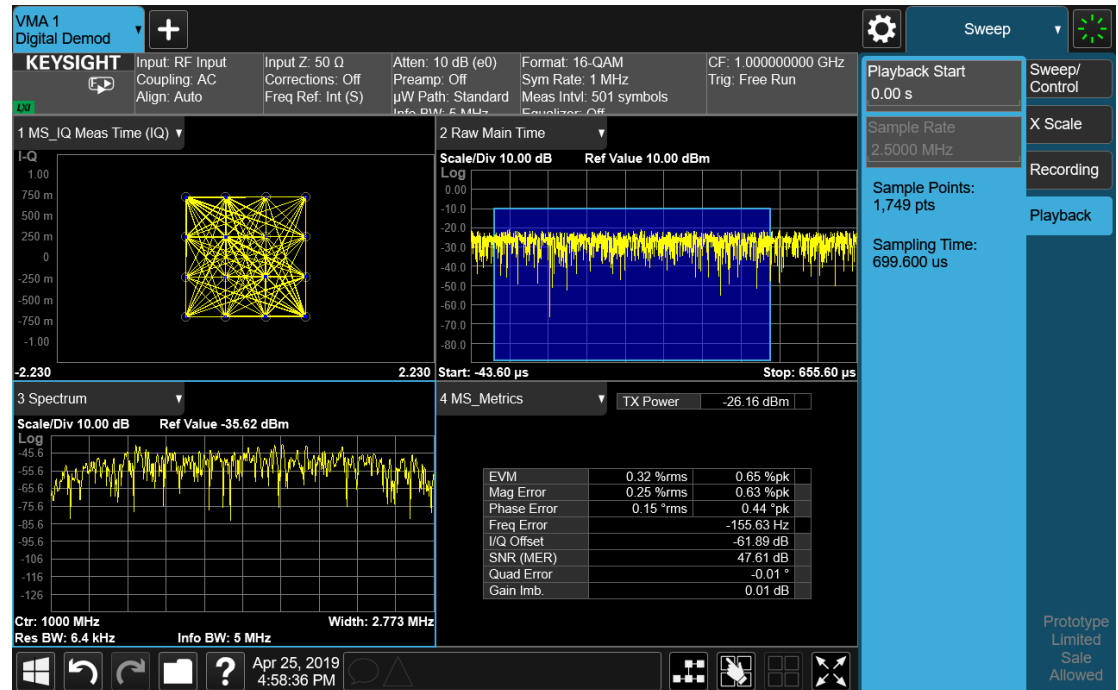 VMA 1
Digital Demod
Sweep
KEYSIGHT
LXI
Input: RF Input
Coupling: AC
Align: Auto
Input Z: 50 Ω
Corrections: Off
Freq Ref: Int (S)
Atten: 10 dB (e0)
Preamp: Off
µW Path: Standard
Info BW: 5 MHz
Format: 16-QAM
Sym Rate: 1 MHz
Meas Intvl: 501 symbols
Equalizer: Off
CF: 1.000000000 GHz
Trig: Free Run
1 MS_IQ Meas Time (IQ)
I-Q
1.00
750 m
500 m
250 m
0
-250 m
-500 m
-750 m
-1.00
-2.230 2.230
2 Raw Main Time
Scale/Div 10.00 dB Ref Value 10.00 dBm
Log
0.00
-10.0
-20.0
-30.0
-40.0
-50.0
-60.0
-70.0
-80.0
Start: -43.60 µs Stop: 655.60 µs
3 Spectrum
Scale/Div 10.00 dB Ref Value -35.62 dBm
Log
-45.6
-55.6
-65.6
-75.6
-85.6
-95.6
-106
-116
-126
Ctr: 1000 MHz Width: 2.773 MHz
Res BW: 6.4 kHz Info BW: 5 MHz
4 MS_Metrics
TX Power -26.16 dBm
EVM 0.32 %rms 0.65 %pk
Mag Error 0.25 %rms 0.63 %pk
Phase Error 0.15 °rms 0.44 °pk
Freq Error -155.63 Hz
I/Q Offset -61.89 dB
SNR (MER) 47.61 dB
Quad Error -0.01 °
Gain Imb. 0.01 dB
Playback Start
0.00 s
Sample Rate
2.5000 MHz
Sample Points:
1,749 pts
Sampling Time:
699.600 us
Sweep/
Control
X Scale
Recording
Playback
Prototype
Limited
Sale
Allowed
?
Apr 25, 2019
4:58:36 PM